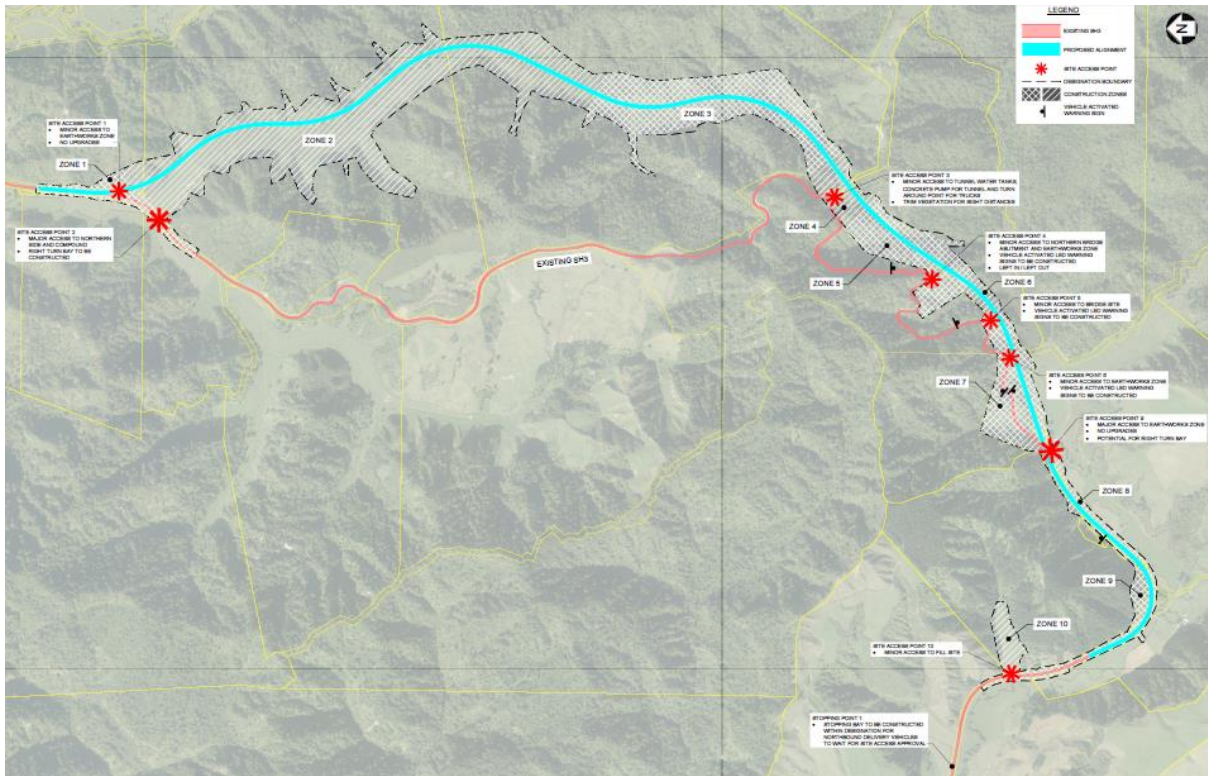 LEGEND
EXISTING SH3
PROPOSED ALIGNMENT
SITE ACCESS POINT
DESIGNATION BOUNDARY
CONSTRUCTION ZONES
VEHICLE ACTIVATED
WARNING SIGN
N
SITE ACCESS POINT 1
• MINOR ACCESS TO
EARTHWORKS ZONE
• NO UPGRADES
ZONE 1
ZONE 2
ZONE 3
SITE ACCESS POINT 2
• MAJOR ACCESS TO NORTHERN
SIDE AND COMPOUND
• RIGHT TURN BAY TO BE
CONSTRUCTED
SITE ACCESS POINT 3
• MINOR ACCESS TO TUNNEL WATER TANKS,
CONCRETE PUMP FOR TUNNEL AND TURN
AROUND POINT FOR TRUCKS
• TRIM VEGETATION FOR SIGHT DISTANCES
ZONE 4
EXISTING SH3
SITE ACCESS POINT 4
• MINOR ACCESS TO NORTHERN BRIDGE
ABUTMENT AND EARTHWORKS ZONE
• VEHICLE ACTIVATED LED WARNING
SIGNS TO BE CONSTRUCTED
• LEFT IN / LEFT OUT
ZONE 5
ZONE 6
SITE ACCESS POINT 5
• MINOR ACCESS TO BRIDGE SITE
• VEHICLE ACTIVATED LED WARNING
SIGNS TO BE CONSTRUCTED
SITE ACCESS POINT 6
• MINOR ACCESS TO EARTHWORKS ZONE
• VEHICLE ACTIVATED LED WARNING
SIGNS TO BE CONSTRUCTED
ZONE 7
SITE ACCESS POINT
• MAJOR ACCESS TO EARTHWORKS ZONE
• NO UPGRADES
• POTENTIAL FOR RIGHT TURN BAY
ZONE 8
ZONE 9
ZONE 10
SITE ACCESS POINT
• MINOR ACCESS TO FILL SITE
STOPPING POINT 1
• STOPPING BAY TO BE CONSTRUCTED
WITHIN DESIGNATION FOR
NORTHBOUND DELIVERY VEHICLES
TO WAIT FOR SITE ACCESS APPROVAL